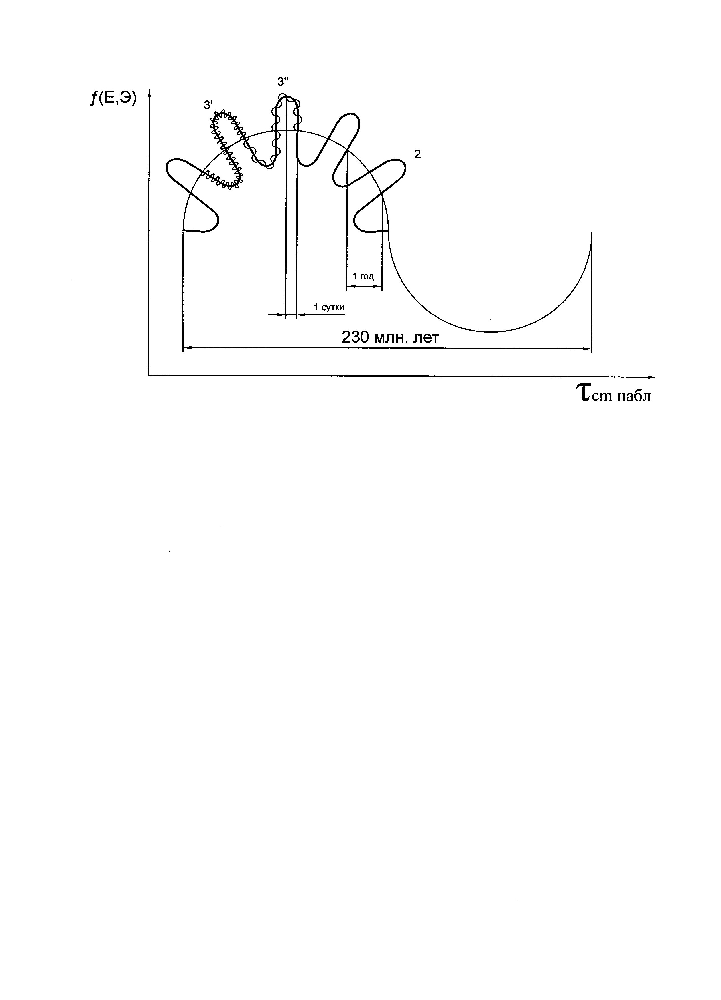 3"
ƒ(Е,Э)
3'
2
1 год
1 сутки
230 млн. лет
τcm набл